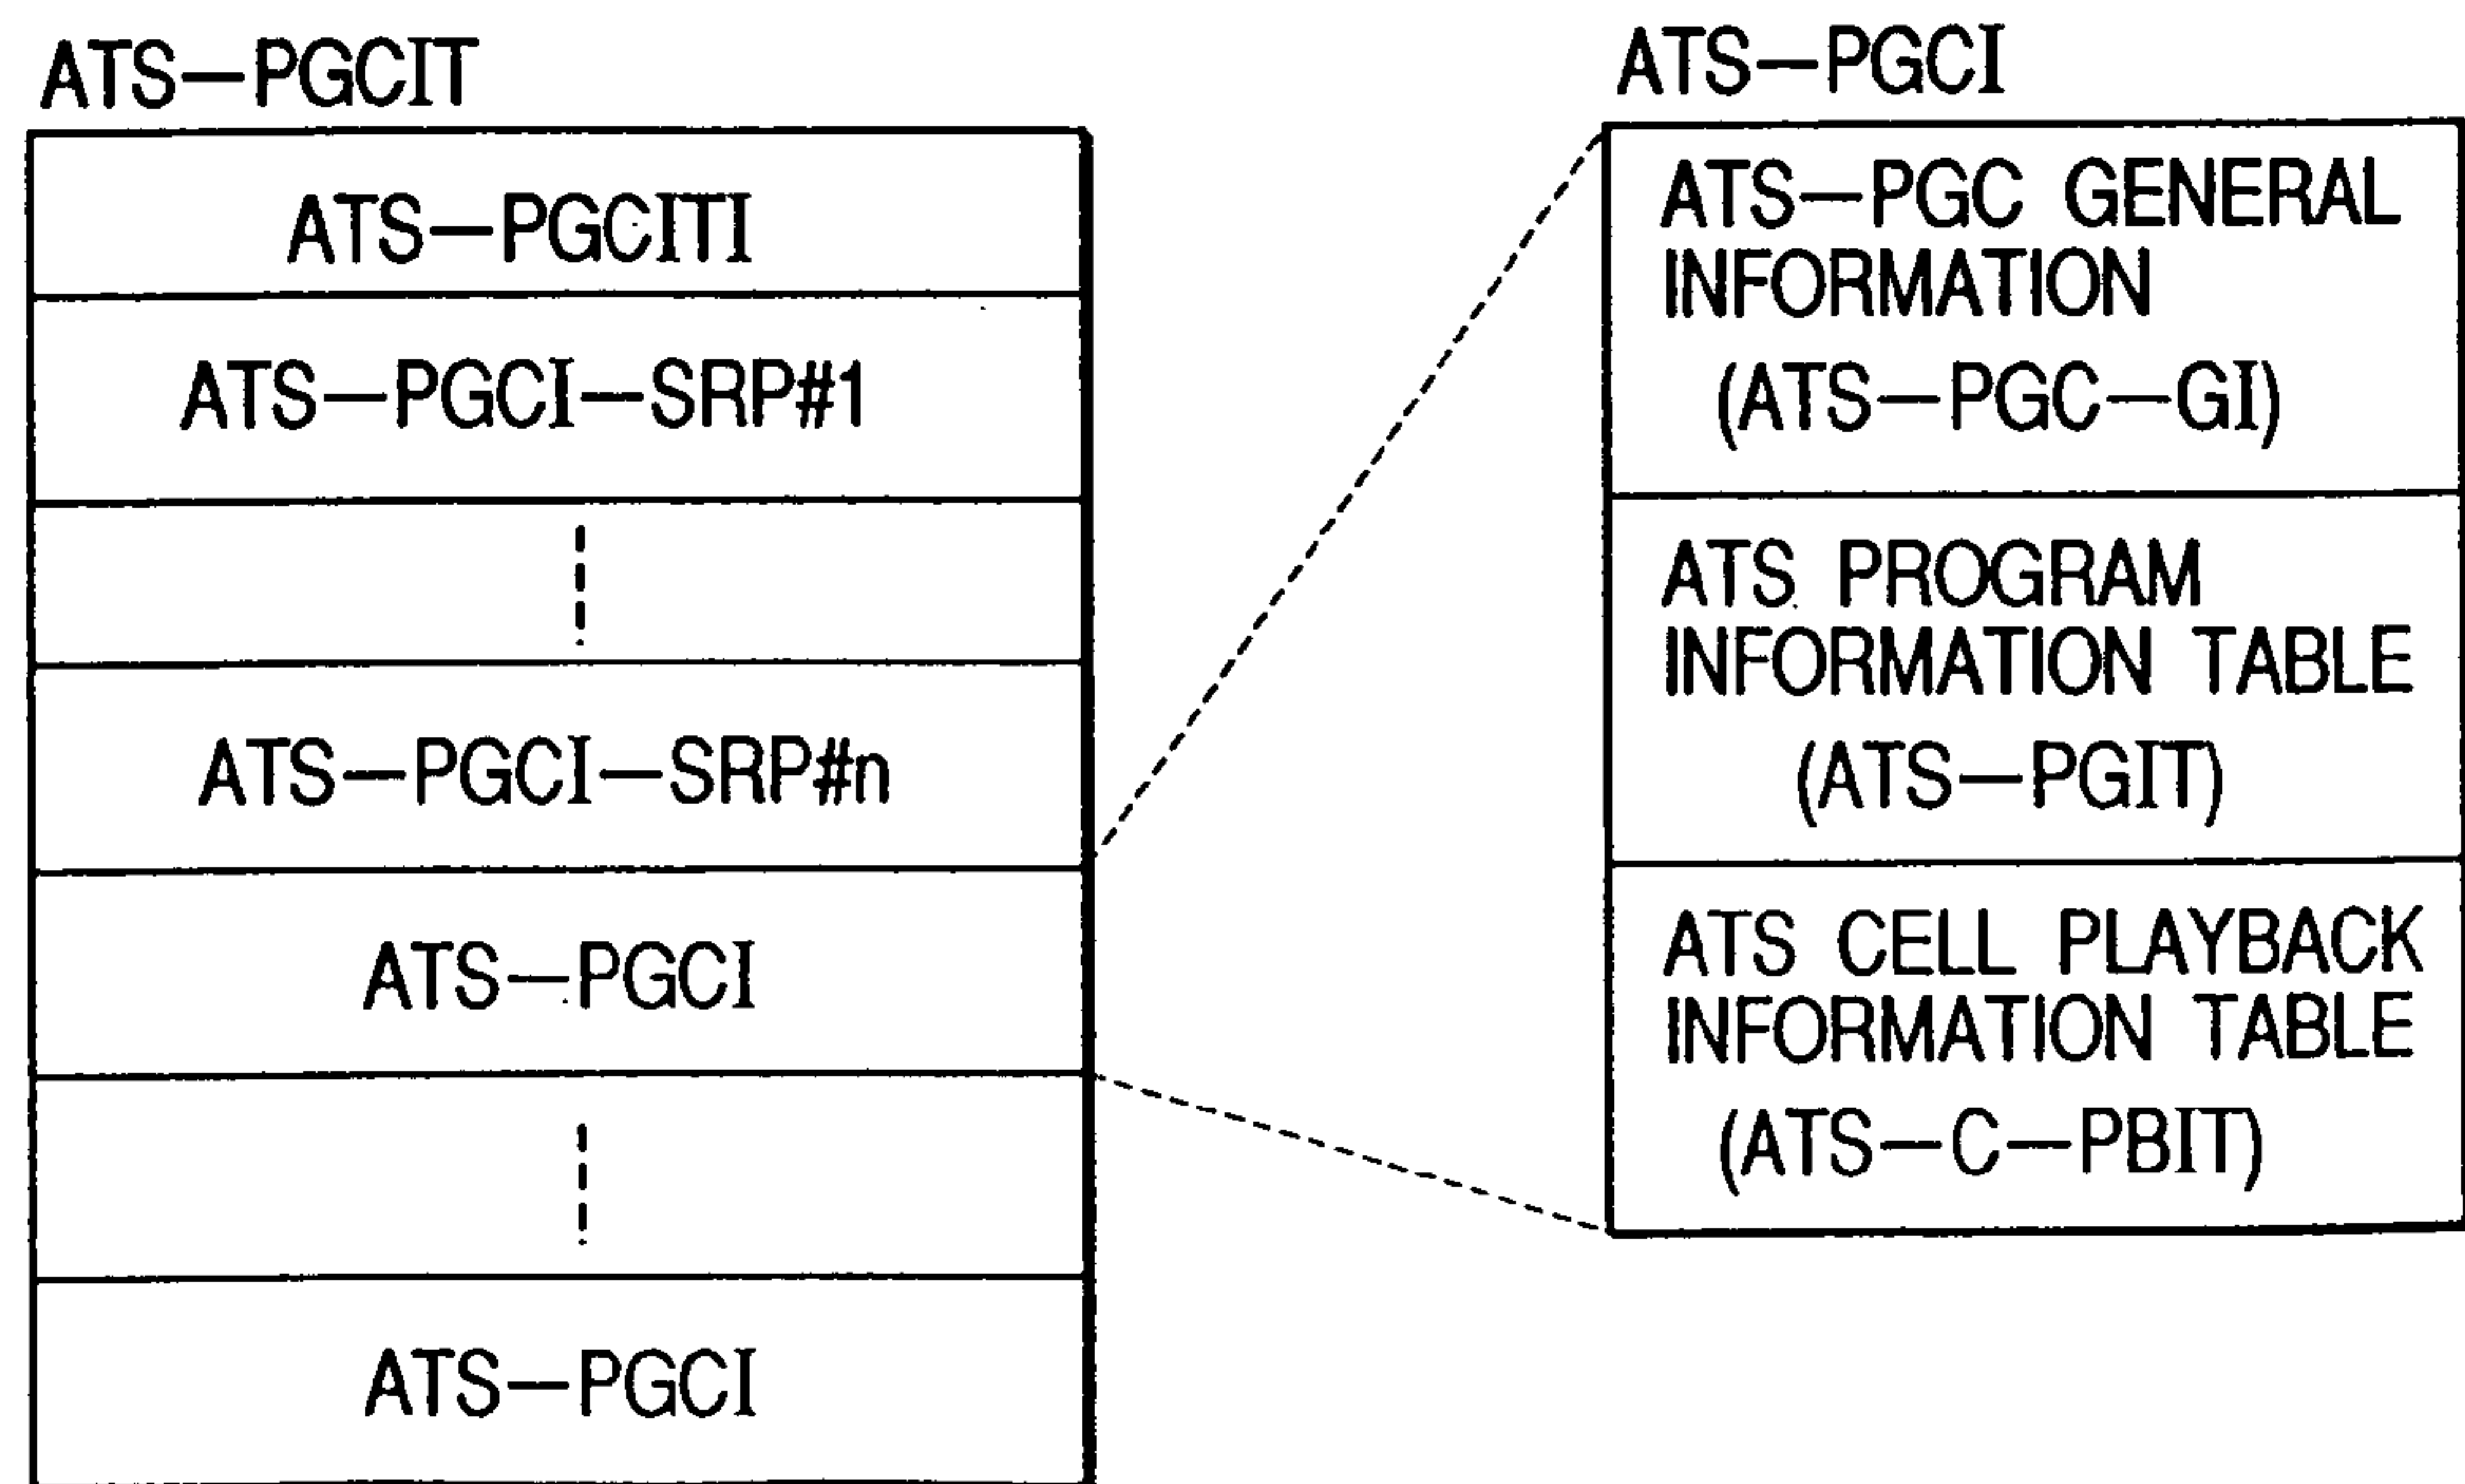 ATS—PGCIT
ATS—PGCITI
ATS—PGCI—SRP#1
ATS—PGCI—SRP#n
ATS—PGCI
ATS—PGCI
ATS—PGCI
ATS—PGC GENERAL
INFORMATION
(ATS—PGC—GI)
ATS PROGRAM
INFORMATION TABLE
(ATS—PGIT)
ATS CELL PLAYBACK
INFORMATION TABLE
(ATS—C—PBIT)